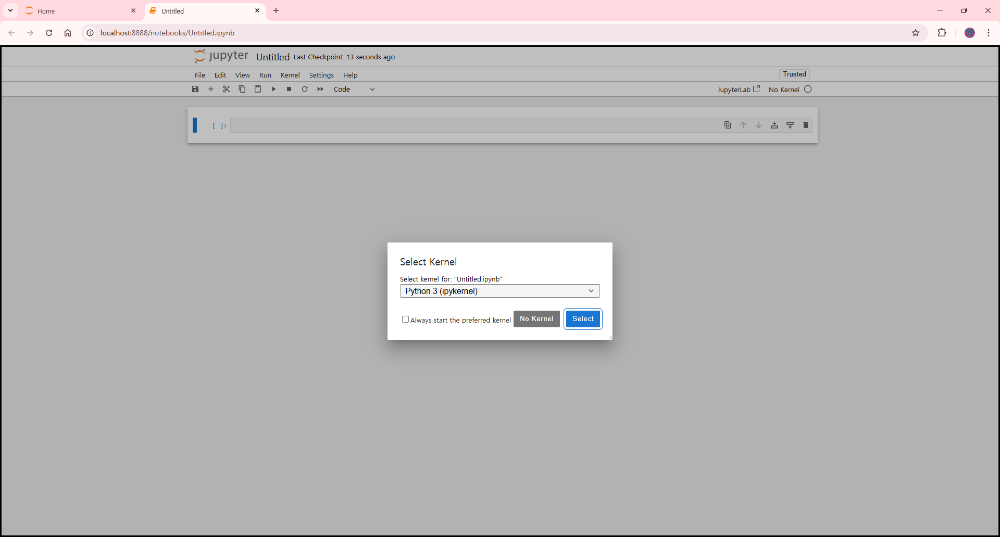 Home
Untitled
localhost:8888/notebooks/Untitled.ipynb
jupyter Untitled Last Checkpoint: 13 seconds ago
File Edit View Run Kernel Settings Help Trusted
Code JupyterLab No Kernel
[ ]:
Select Kernel
Select kernel for: "Untitled.ipynb"
Python 3 (ipykernel)
Always start the preferred kernel No Kernel Select